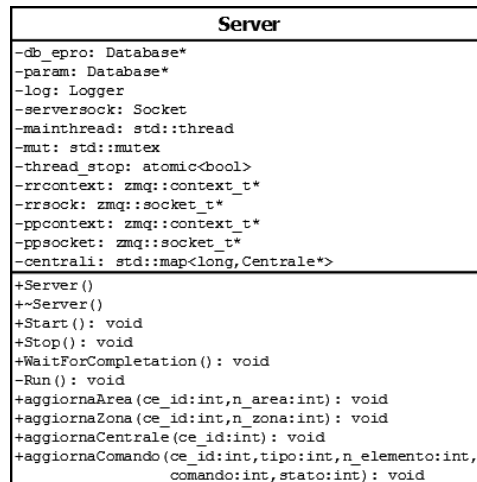 Server
-db_epro: Database*
-param: Database*
-log: Logger
-serversock: Socket
-mainthread: std::thread
-mut: std::mutex
-thread_stop: atomic<bool>
-rrcontext: zmq::context_t*
-rrsock: zmq::socket_t*
-ppcontext: zmq::context_t*
-ppsocket: zmq::socket_t*
-centrali: std::map<long,Centrale*>
+Server()
+~Server()
+Start(): void
+Stop(): void
+WaitForCompletation(): void
-Run(): void
+aggiornaArea(ce_id:int,n_area:int): void
+aggiornaZona(ce_id:int,n_zona:int): void
+aggiornaCentrale(ce_id:int): void
+aggiornaComando(ce_id:int,tipo:int,n_elemento:int,
comando:int,stato:int): void